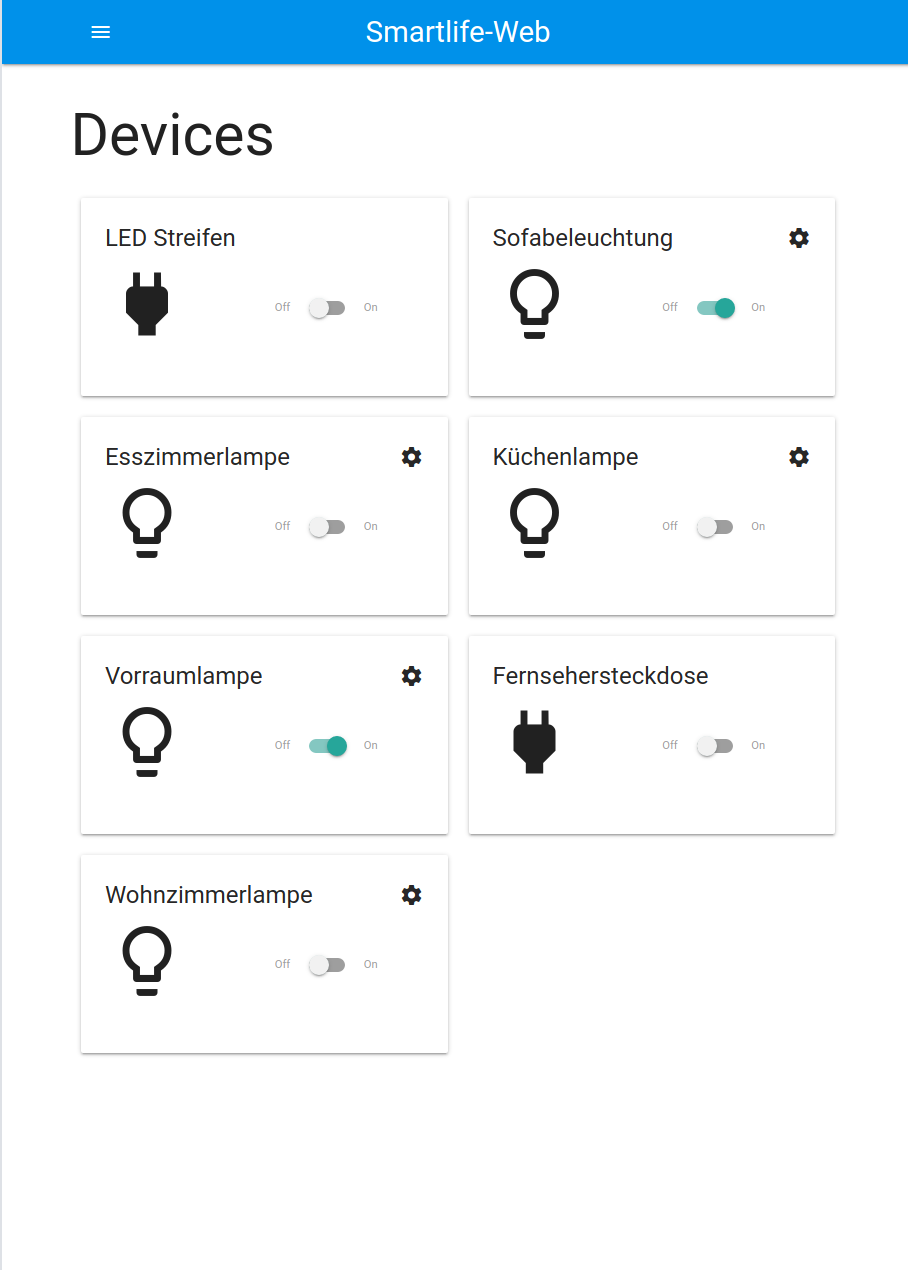 Smartlife-Web
Devices
LED Streifen
Off On
Sofabeleuchtung
Off On
Esszimmerlampe
Off On
Küchenlampe
Off On
Vorraumlampe
Off On
Fernsehersteckdose
Off On
Wohnzimmerlampe
Off On